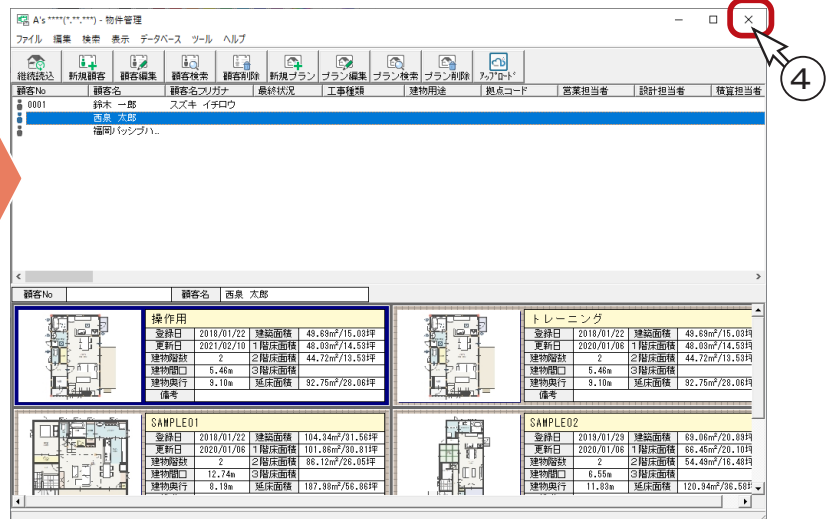 A's ****(*.**.***) - 物件管理
ファイル 編集 検索 表示 データベース ツール ヘルプ
継続読込 新規顧客 顧客編集 顧客検索 顧客削除 新規プラン プラン編集 プラン検索 プラン削除 アップロード
④
顧客No 顧客名 顧客名フリガナ 最終状況 工事種類 建物用途 拠点コード 営業担当者 設計担当者 積算担当者
0001 鈴木 一郎 スズキ イチロウ
西泉 太郎
福岡パッシブハ...
顧客No 顧客名 西泉 太郎
操作用
登録日 2018/01/22 建築面積 49.69m²/15.03坪
更新日 2021/02/10 1階床面積 48.03m²/14.53坪
建物階数 2 2階床面積 44.72m²/13.53坪
建物間口 5.46m 3階床面積
建物奥行 9.10m 延床面積 92.75m²/28.06坪
備考
トレーニング
登録日 2018/01/22 建築面積 49.69m²/15.03坪
更新日 2020/01/06 1階床面積 48.03m²/14.53坪
建物階数 2 2階床面積 44.72m²/13.53坪
建物間口 5.46m 3階床面積
建物奥行 9.10m 延床面積 92.75m²/28.06坪
備考
SAMPLE01
登録日 2018/01/22 建築面積 104.34m²/31.56坪
更新日 2020/01/06 1階床面積 101.86m²/30.81坪
建物階数 2 2階床面積 86.12m²/26.05坪
建物間口 12.74m 3階床面積
建物奥行 8.19m 延床面積 187.98m²/56.86坪
SAMPLE02
登録日 2019/01/29 建築面積 69.06m²/20.89坪
更新日 2020/01/06 1階床面積 66.45m²/20.10坪
建物階数 2 2階床面積 54.49m²/16.48坪
建物間口 6.55m 3階床面積
建物奥行 11.83m 延床面積 120.94m²/36.58坪